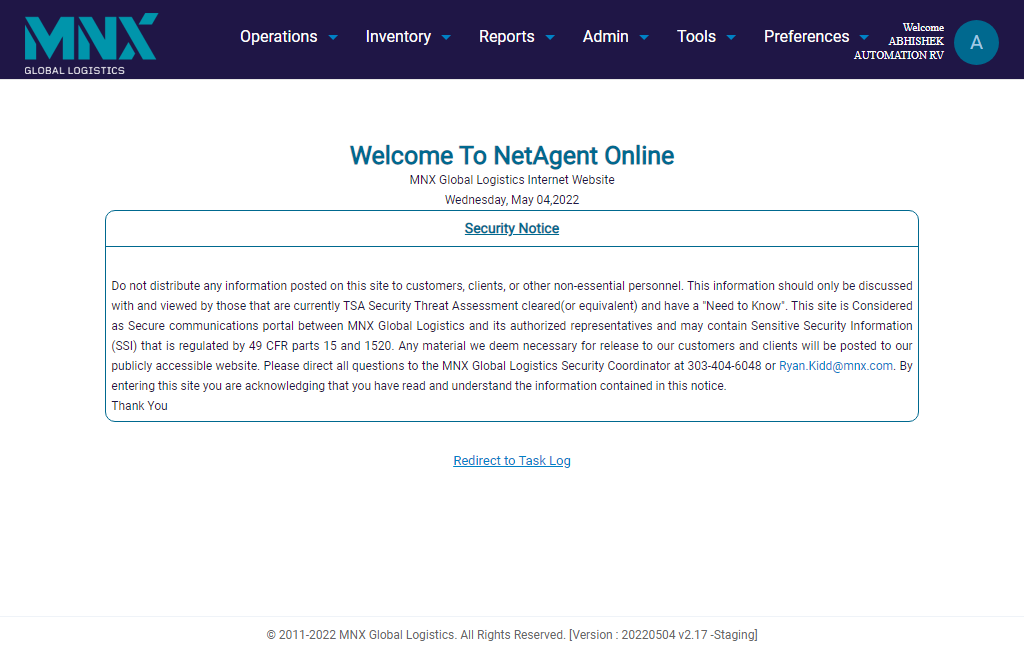 MNX
GLOBAL LOGISTICS
Operations
Inventory
Reports
Admin
Tools
Preferences
Welcome
ABHISHEK
AUTOMATION RV
A
Welcome To NetAgent Online
MNX Global Logistics Internet Website
Wednesday, May 04,2022
Security Notice
Do not distribute any information posted on this site to customers, clients, or other non-essential personnel. This information should only be discussed
with and viewed by those that are currently TSA Security Threat Assessment cleared(or equivalent) and have a "Need to Know". This site is Considered
as Secure communications portal between MNX Global Logistics and its authorized representatives and may contain Sensitive Security Information
(SSI) that is regulated by 49 CFR parts 15 and 1520. Any material we deem necessary for release to our customers and clients will be posted to our
publicly accessible website. Please direct all questions to the MNX Global Logistics Security Coordinator at 303-404-6048 or Ryan.Kidd@mnx.com. By
entering this site you are acknowledging that you have read and understand the information contained in this notice.
Thank You
Redirect to Task Log
© 2011-2022 MNX Global Logistics. All Rights Reserved. [Version : 20220504 v2.17 -Staging]